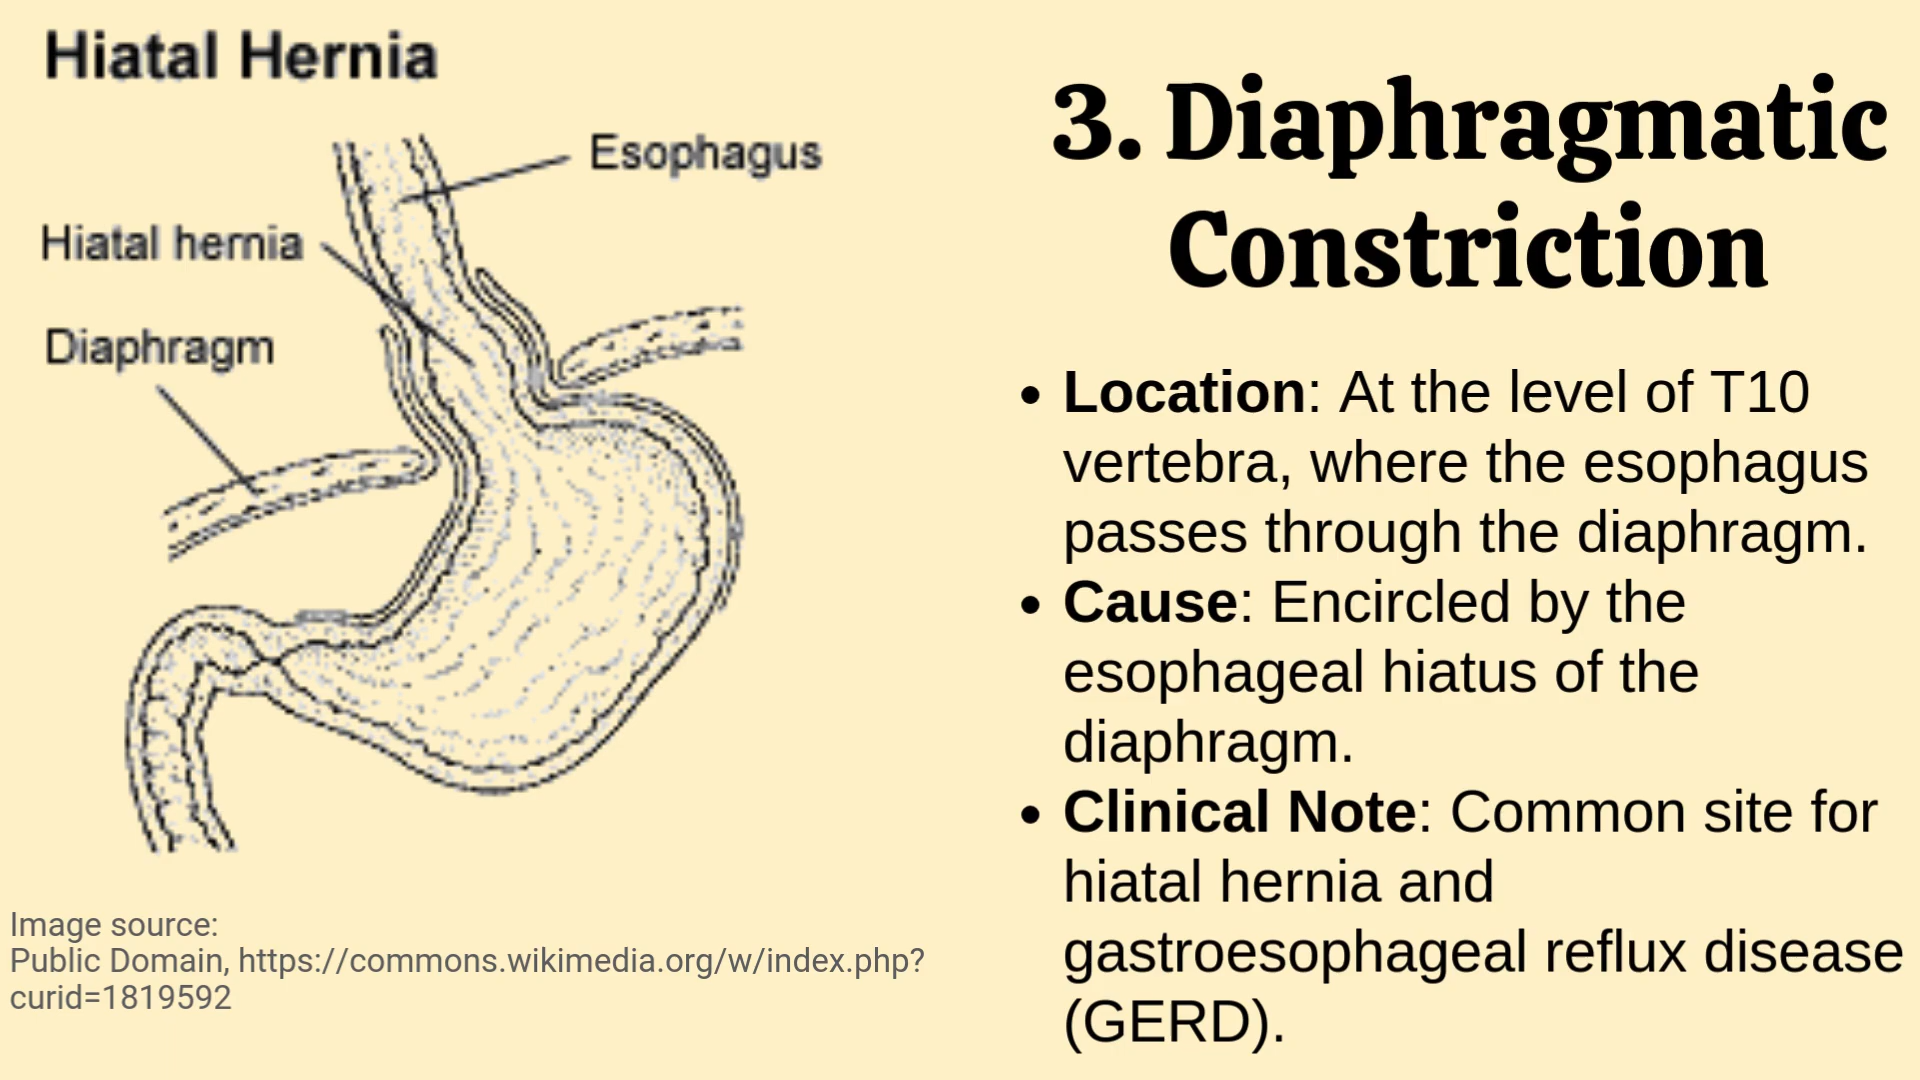 Hiatal Hernia
Esophagus
Hiatal hernia
Diaphragm
Image source:
Public Domain, https://commons.wikimedia.org/w/index.php?
curid=1819592
3. Diaphragmatic
Constriction
• Location: At the level of T10
vertebra, where the esophagus
passes through the diaphragm.
• Cause: Encircled by the
esophageal hiatus of the
diaphragm.
• Clinical Note: Common site for
hiatal hernia and
gastroesophageal reflux disease
(GERD).